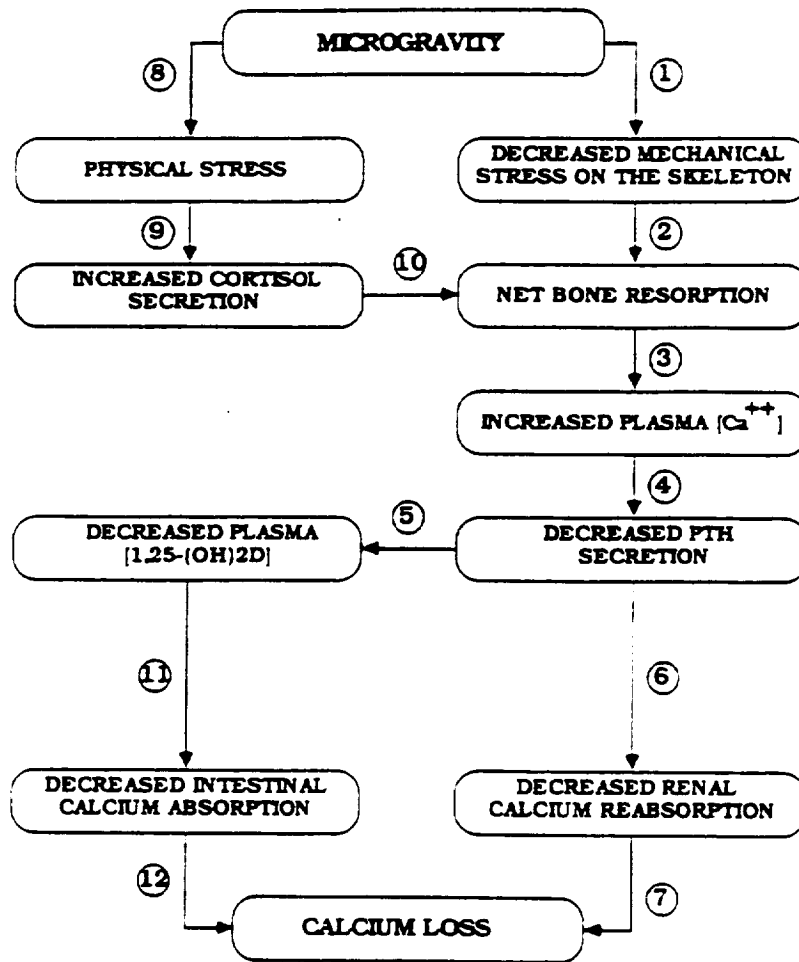 MICROGRAVITY
8
1
PHYSICAL STRESS
DECREASED MECHANICAL
STRESS ON THE SKELETON
9
2
INCREASED CORTISOL
SECRETION
10
NET BONE RESORPTION
3
INCREASED PLASMA [Ca++]
4
DECREASED PLASMA
[1,25-(OH)2D]
5
DECREASED PTH
SECRETION
11
6
DECREASED INTESTINAL
CALCIUM ABSORPTION
DECREASED RENAL
CALCIUM REABSORPTION
12
7
CALCIUM LOSS